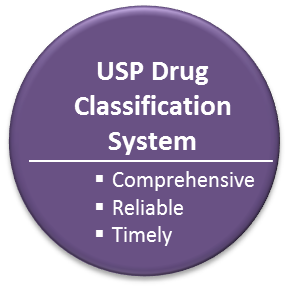 USP Drug
Classification
System
▪ Comprehensive
▪ Reliable
▪ Timely